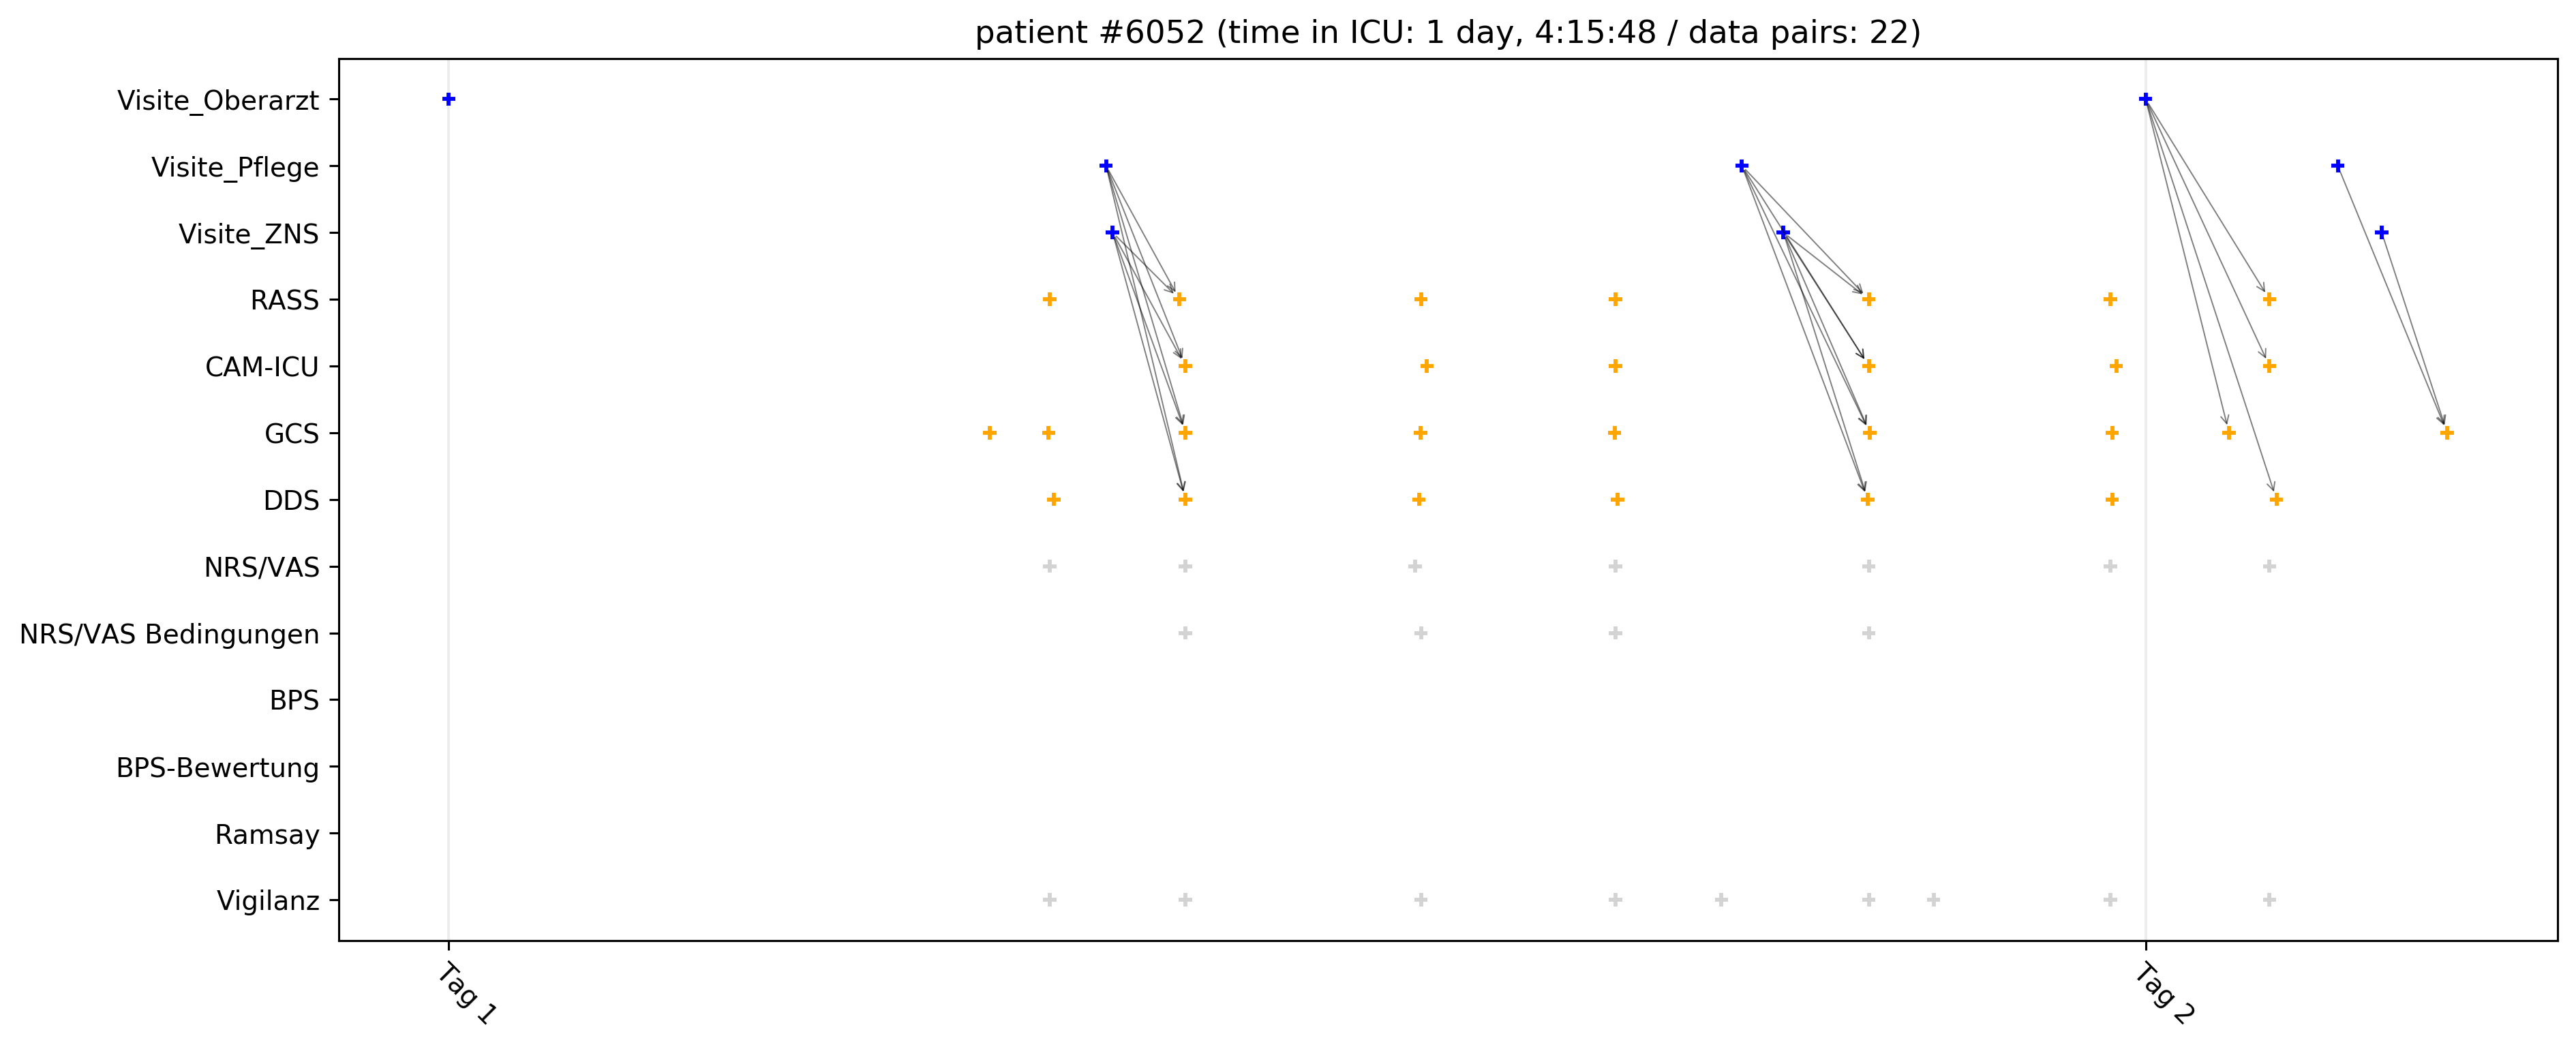 patient #6052 (time in ICU: 1 day, 4:15:48 / data pairs: 22)
Visite_Oberarzt
Visite_Pflege
Visite_ZNS
RASS
CAM-ICU
GCS
DDS
NRS/VAS
NRS/VAS Bedingungen
BPS
BPS-Bewertung
Ramsay
Vigilanz
Tag 1
Tag 2